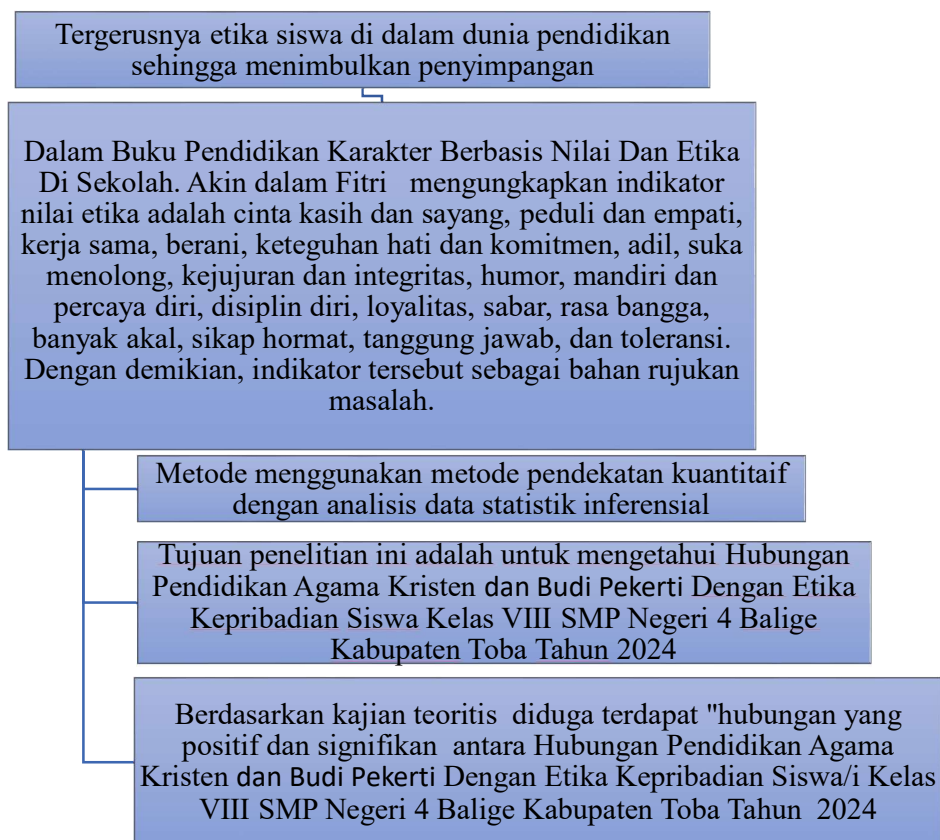 Tergerusnya etika siswa di dalam dunia pendidikan
sehingga menimbulkan penyimpangan
Dalam Buku Pendidikan Karakter Berbasis Nilai Dan Etika
Di Sekolah. Akin dalam Fitri mengungkapkan indikator
nilai etika adalah cinta kasih dan sayang, peduli dan empati,
kerja sama, berani, keteguhan hati dan komitmen, adil, suka
menolong, kejujuran dan integritas, humor, mandiri dan
percaya diri, disiplin diri, loyalitas, sabar, rasa bangga,
banyak akal, sikap hormat, tanggung jawab, dan toleransi.
Dengan demikian, indikator tersebut sebagai bahan rujukan
masalah.
Metode menggunakan metode pendekatan kuantitaif
dengan analisis data statistik inferensial
Tujuan penelitian ini adalah untuk mengetahui Hubungan
Pendidikan Agama Kristen dan Budi Pekerti Dengan Etika
Kepribadian Siswa Kelas VIII SMP Negeri 4 Balige
Kabupaten Toba Tahun 2024
Berdasarkan kajian teoritis diduga terdapat "hubungan yang
positif dan signifikan antara Hubungan Pendidikan Agama
Kristen dan Budi Pekerti Dengan Etika Kepribadian Siswa/i Kelas
VIII SMP Negeri 4 Balige Kabupaten Toba Tahun 2024